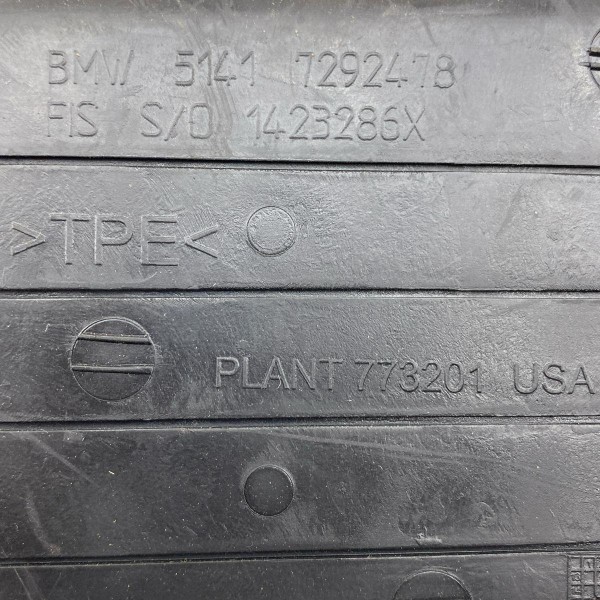 BMW 5141 7292478
FIS S/O 1423286X
>TPE<
PLANT 773201 USA